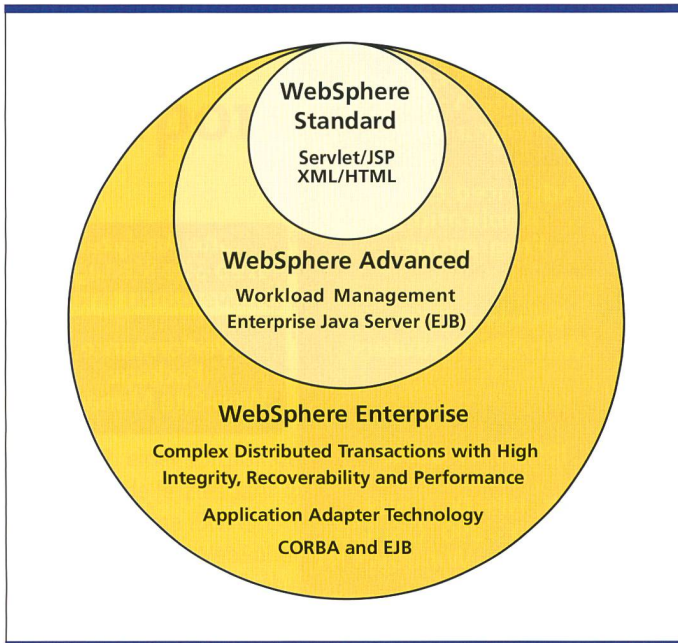 WebSphere
Standard
Servlet/JSP
XML/HTML
WebSphere Advanced
Workload Management
Enterprise Java Server (EJB)
WebSphere Enterprise
Complex Distributed Transactions with High
Integrity, Recoverability and Performance
Application Adapter Technology
CORBA and EJB